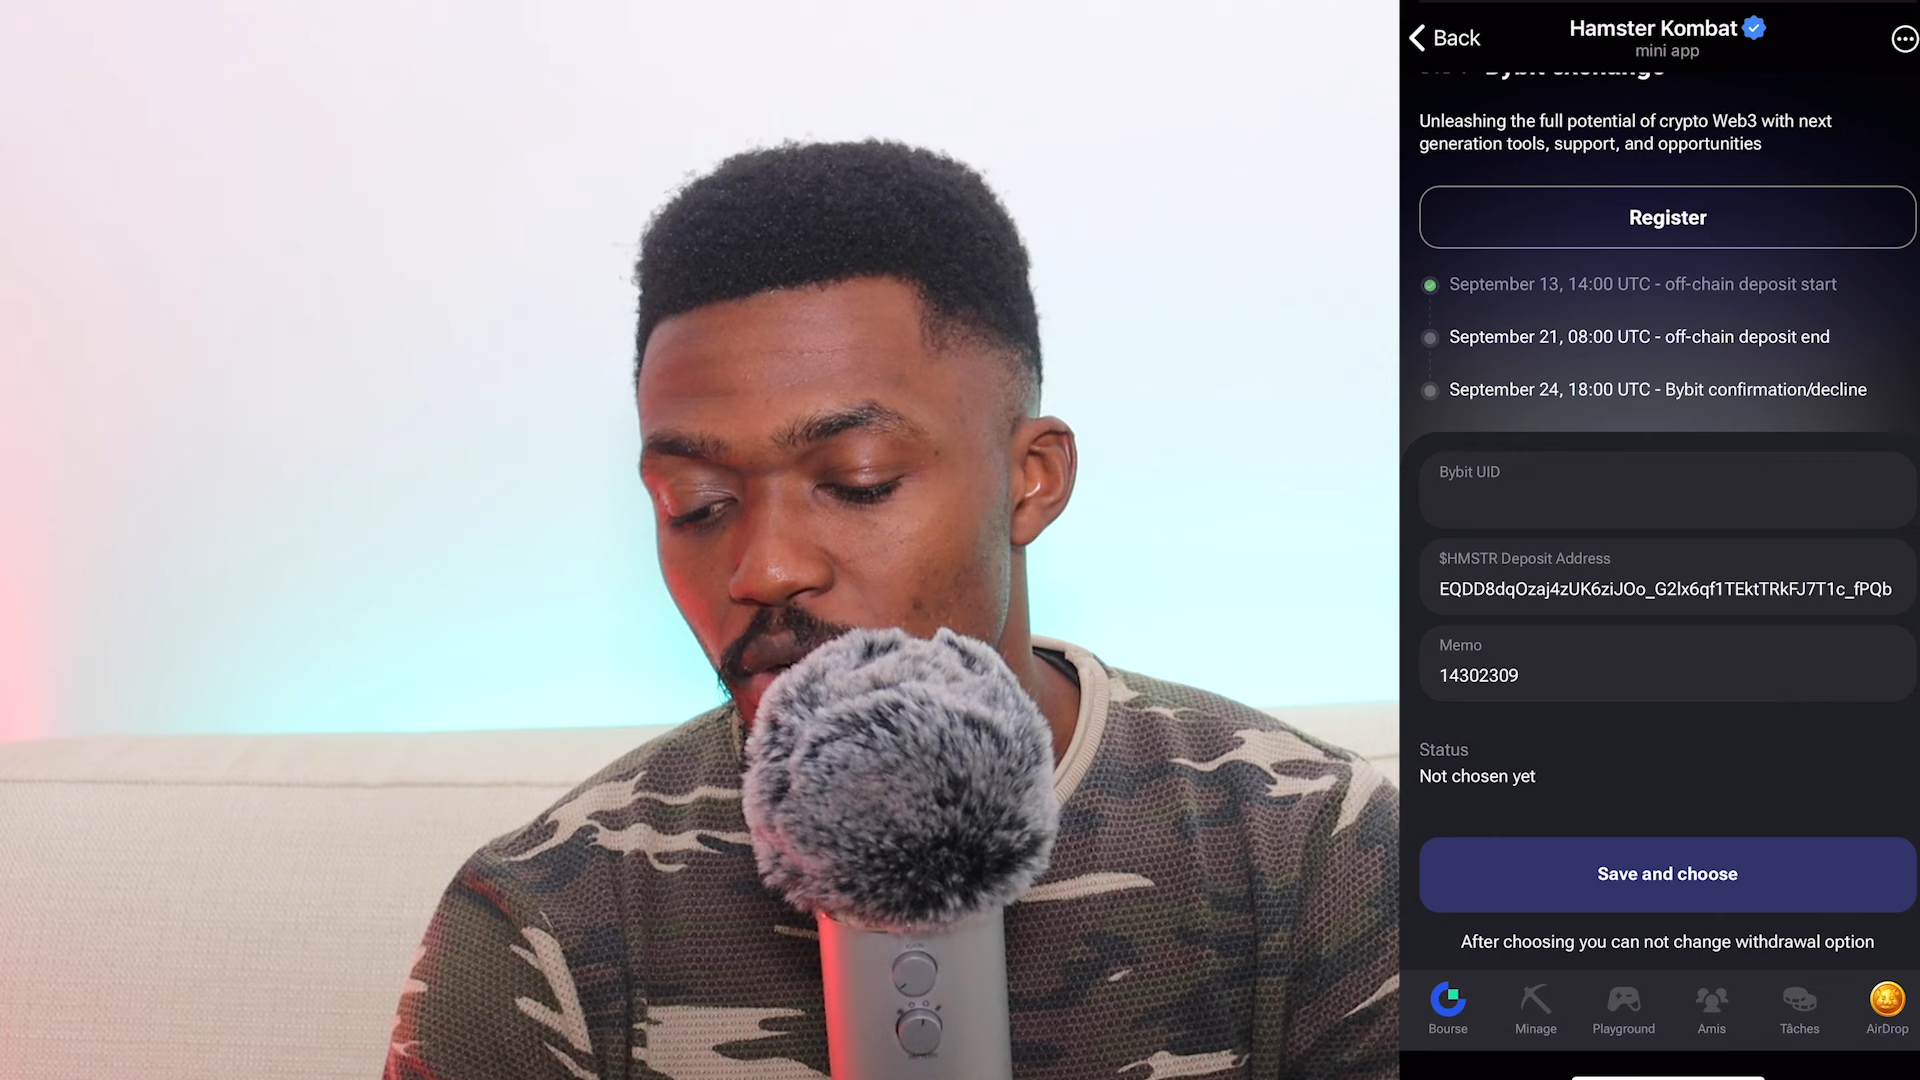 Back
Hamster Kombat
mini app
Bybit exchange
Unleashing the full potential of crypto Web3 with next
generation tools, support, and opportunities
Register
September 13, 14:00 UTC - off-chain deposit start
September 21, 08:00 UTC - off-chain deposit end
September 24, 18:00 UTC - Bybit confirmation/decline
Bybit UID
$HMSTR Deposit Address
EQDD8dqOzaj4zUK6ziJOo_G2lx6qf1TEktTRkFJ7T1c_fPQb
Memo
14302309
Status
Not chosen yet
Save and choose
After choosing you can not change withdrawal option
Bourse
Minage
Playground
Amis
Tâches
AirDrop